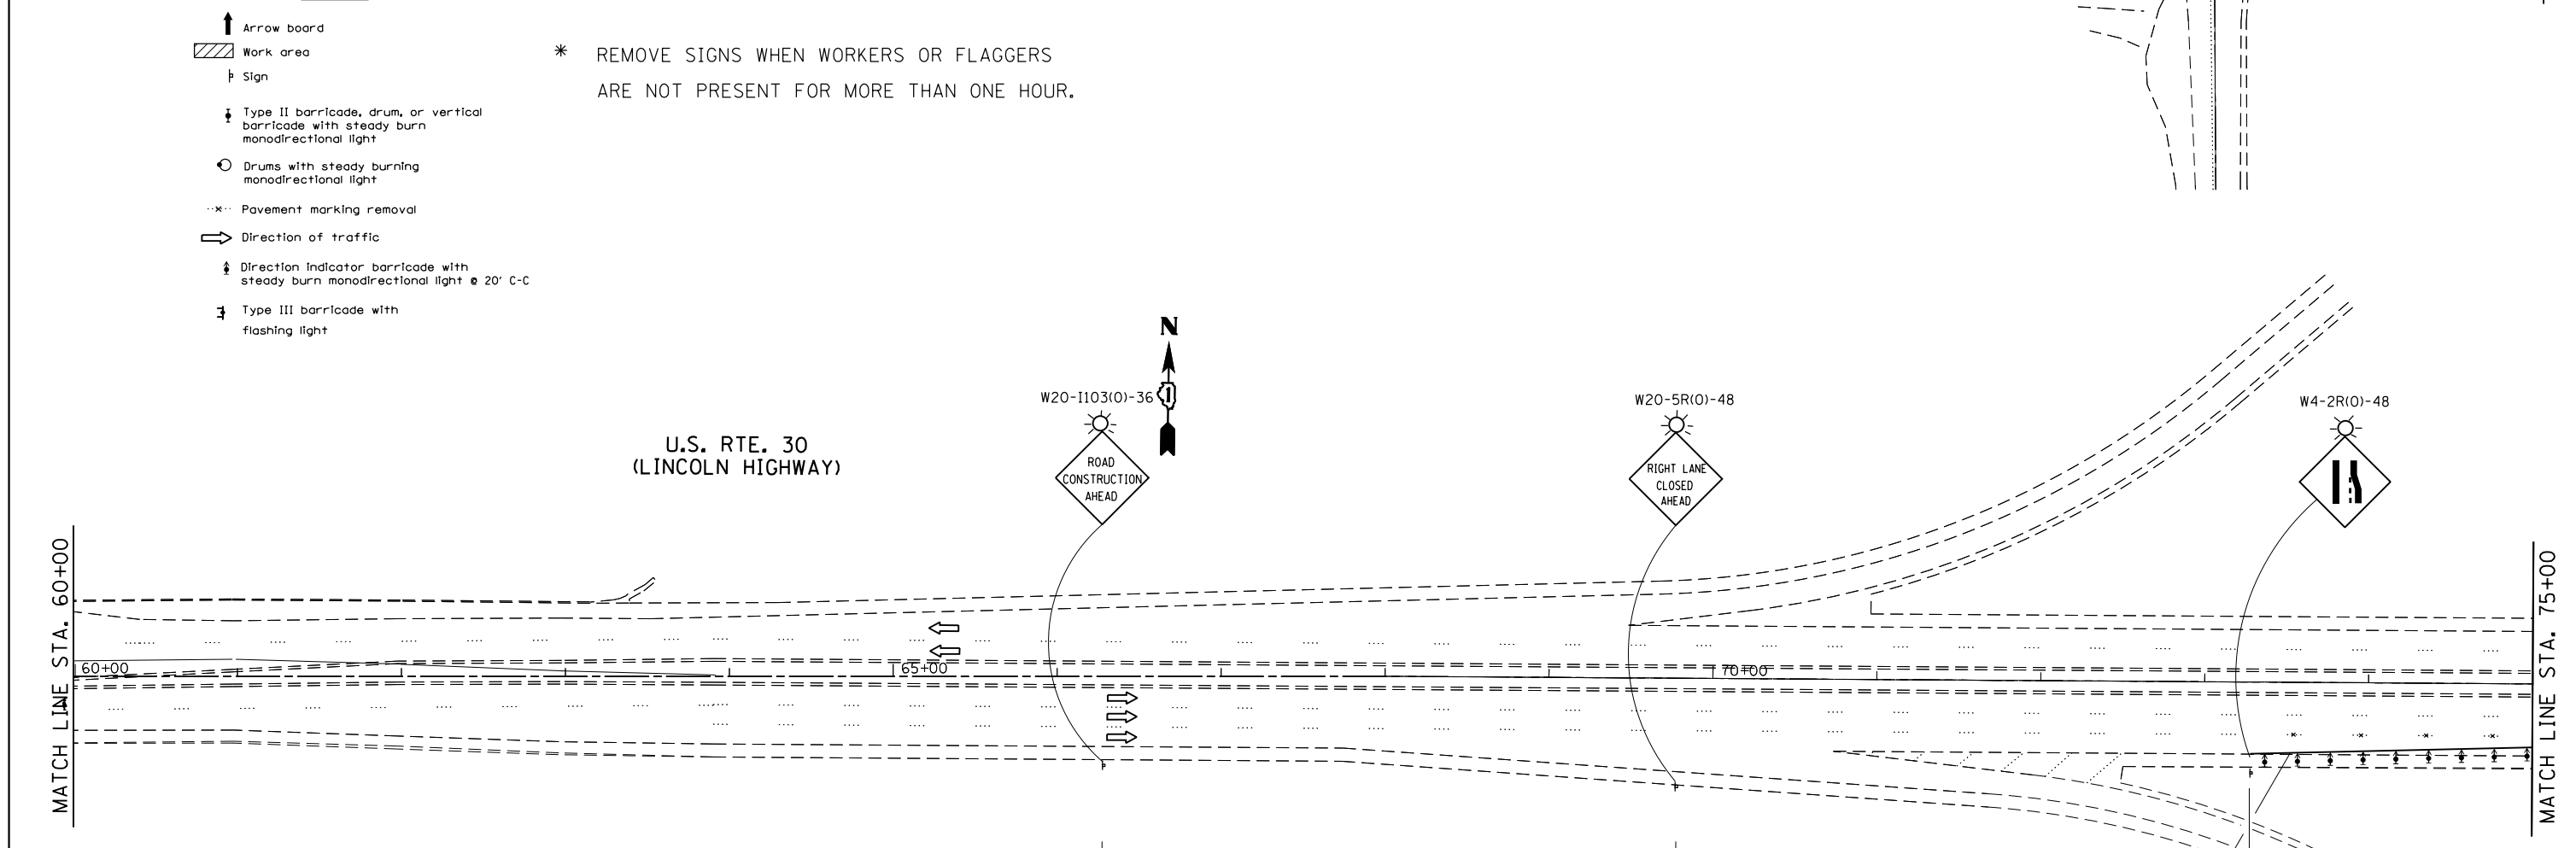 Arrow board
Work area
Sign
Type II barricade, drum, or vertical
barricade with steady burn
monodirectional light
Drums with steady burning
monodirectional light
Pavement marking removal
Direction of traffic
Direction indicator barricade with
steady burn monodirectional light @ 20' C-C
Type III barricade with
flashing light
* REMOVE SIGNS WHEN WORKERS OR FLAGGERS
ARE NOT PRESENT FOR MORE THAN ONE HOUR.
N
1
U.S. RTE. 30
(LINCOLN HIGHWAY)
W20-I103(O)-36
ROAD
CONSTRUCTION
AHEAD
W20-5R(O)-48
RIGHT LANE
CLOSED
AHEAD
W4-2R(O)-48
MATCH LINE STA. 60+00
60+00
65+00
70+00
MATCH LINE STA. 75+00